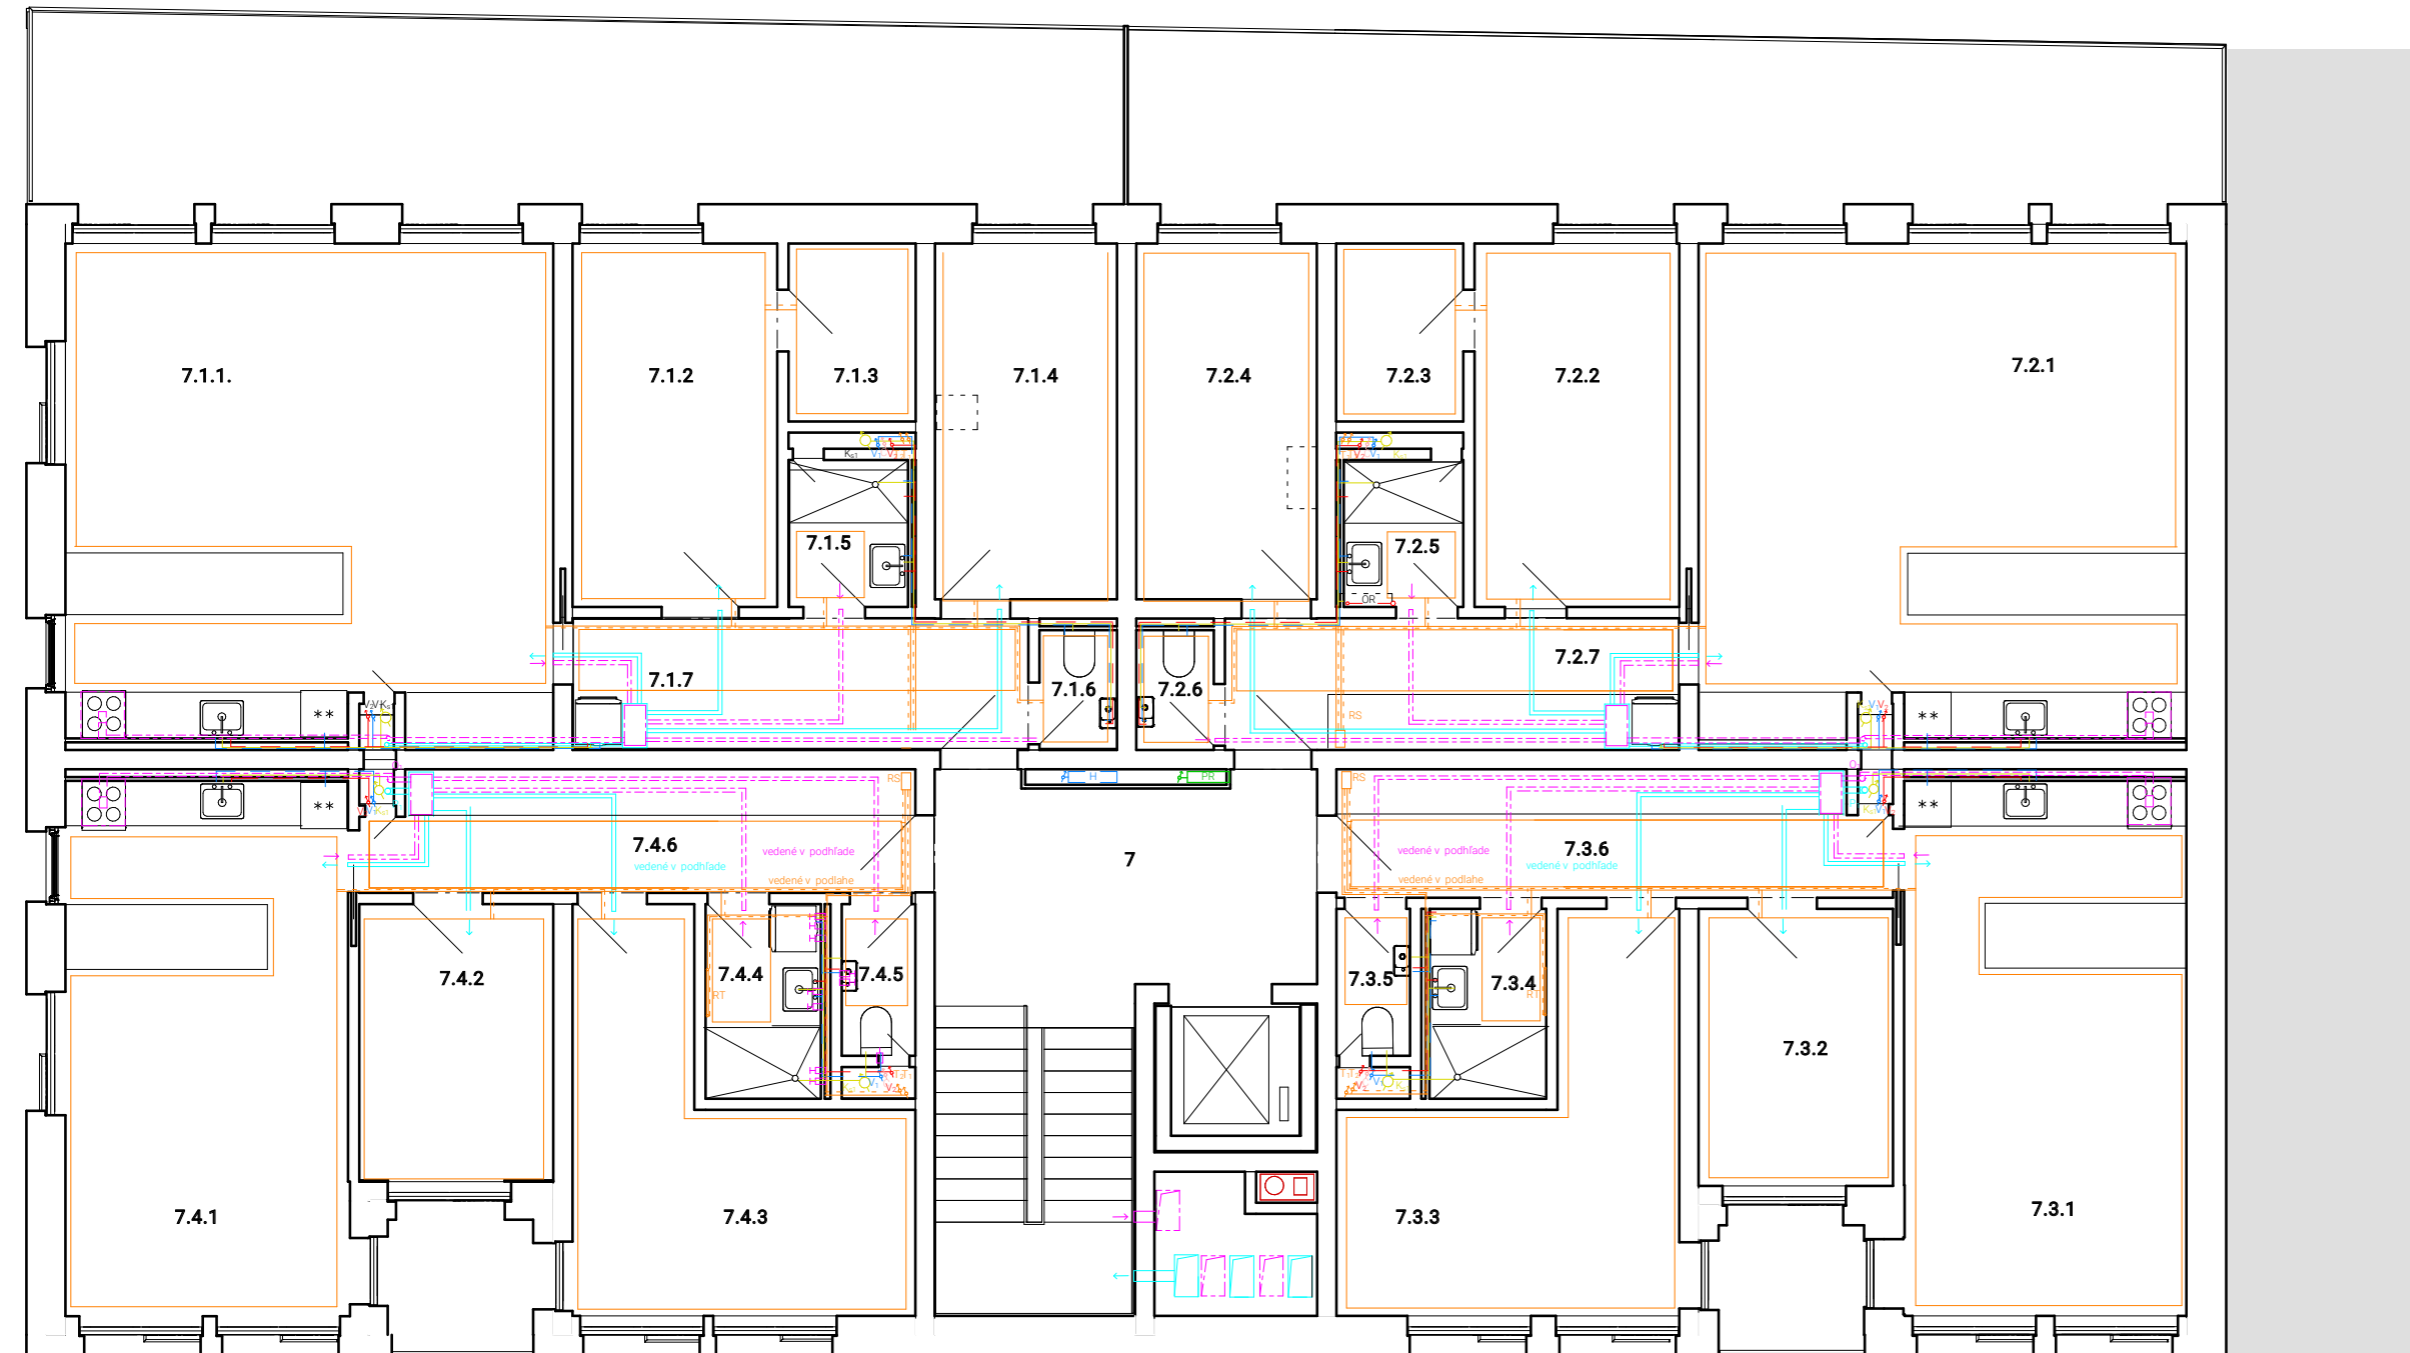 7.1.1.
7.1.2
7.1.3
7.1.4
7.2.4
7.2.3
7.2.2
7.2.1
7.1.5
7.2.5
OR
7.1.7
7.1.6
7.2.6
7.2.7
RS
**
**
H
PR
RS
RS
**
**
7.4.6
vedené v podhľade
vedené v podhľade
vedené v podlahe
7
vedené v podhľade
7.3.6
vedené v podhľade
vedené v podlahe
7.4.2
7.4.4
RT
7.4.5
7.3.5
7.3.4
RT
7.3.2
7.4.1
7.4.3
7.3.3
7.3.1